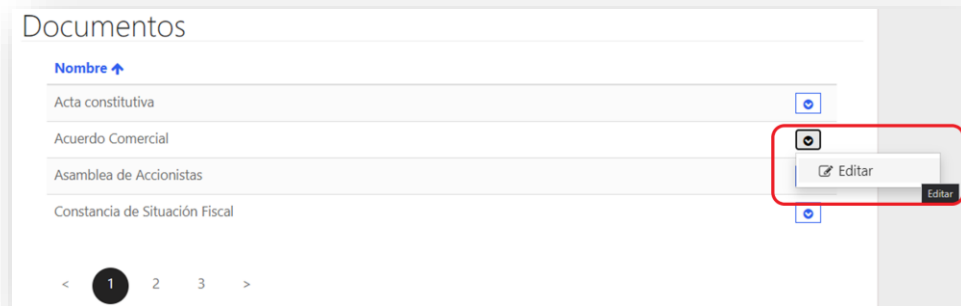 Documentos
Nombre
Acta constitutiva
Acuerdo Comercial
Editar
Asamblea de Accionistas
Editar
Constancia de Situación Fiscal
< 1 2 3 >